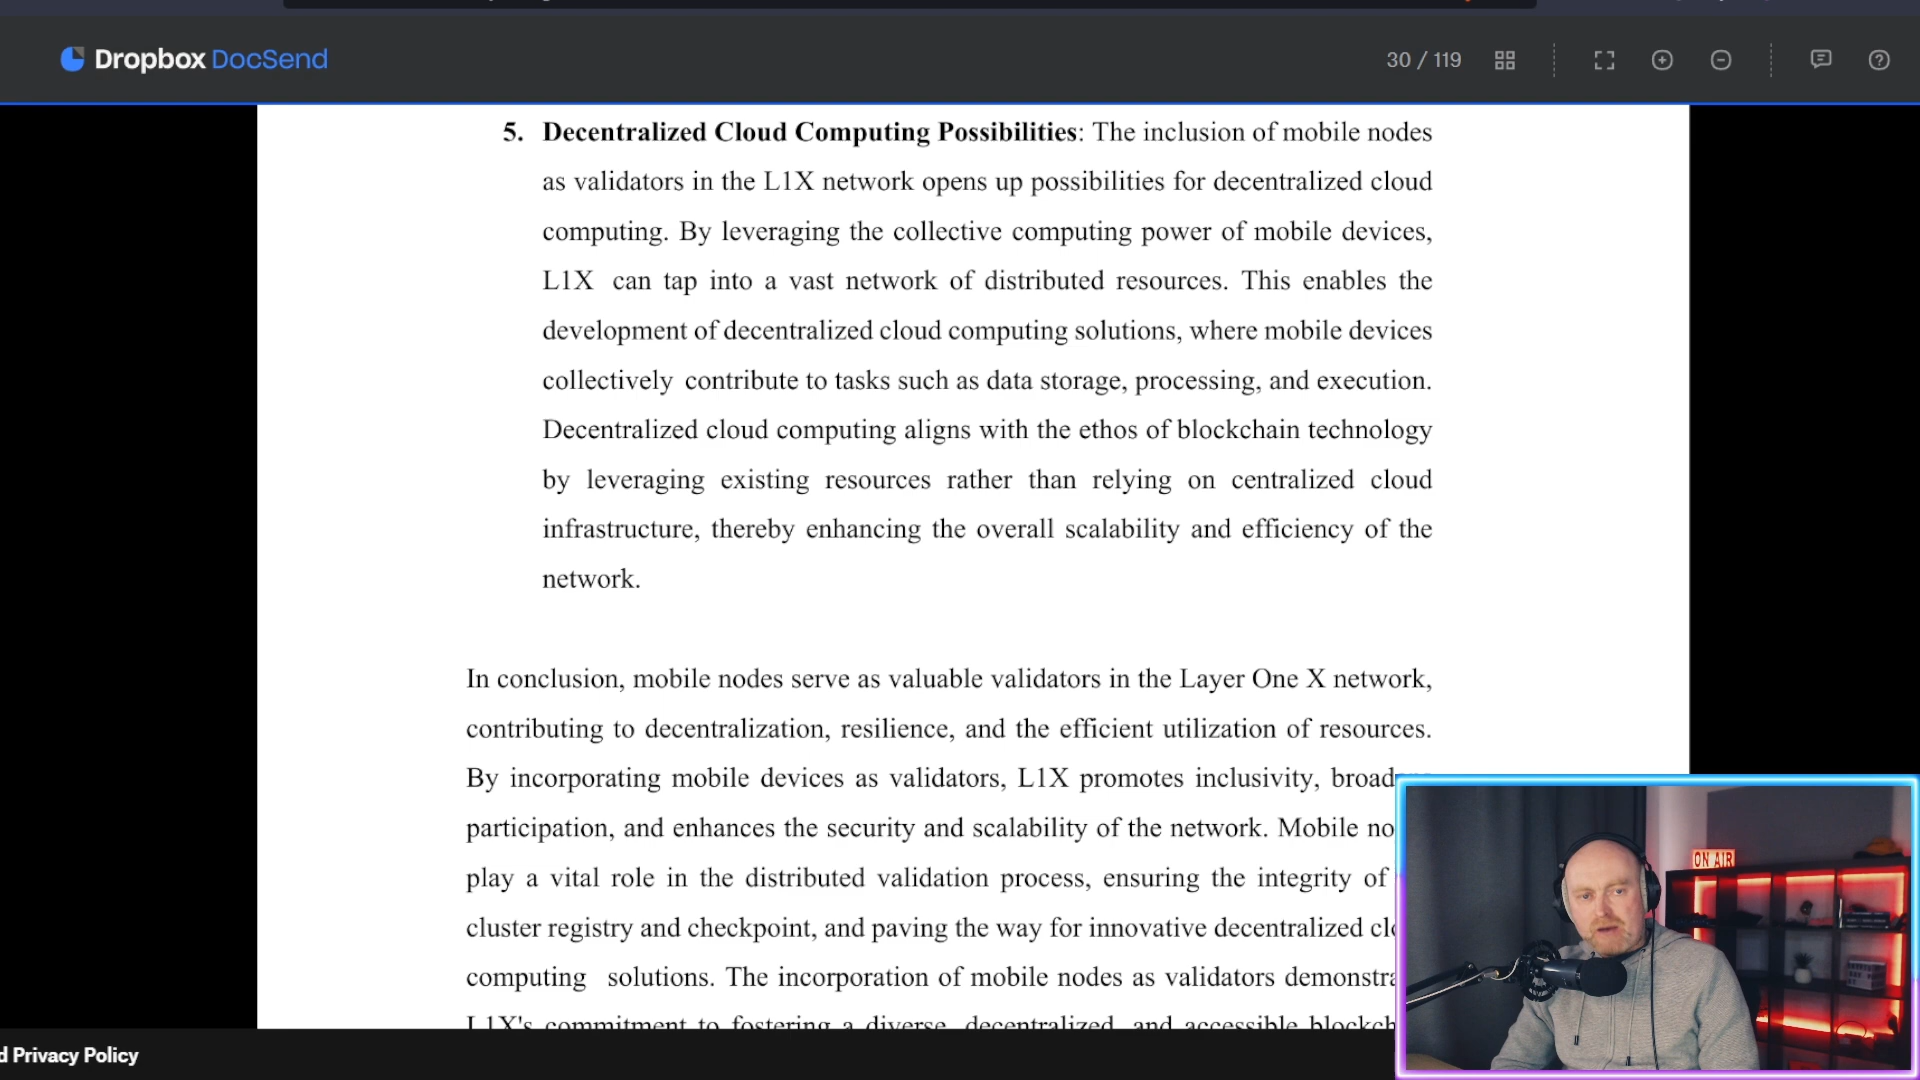 Dropbox DocSend
30 / 119
5. Decentralized Cloud Computing Possibilities: The inclusion of mobile nodes
as validators in the L1X network opens up possibilities for decentralized cloud
computing. By leveraging the collective computing power of mobile devices,
L1X can tap into a vast network of distributed resources. This enables the
development of decentralized cloud computing solutions, where mobile devices
collectively contribute to tasks such as data storage, processing, and execution.
Decentralized cloud computing aligns with the ethos of blockchain technology
by leveraging existing resources rather than relying on centralized cloud
infrastructure, thereby enhancing the overall scalability and efficiency of the
network.
In conclusion, mobile nodes serve as valuable validators in the Layer One X network,
contributing to decentralization, resilience, and the efficient utilization of resources.
By incorporating mobile devices as validators, L1X promotes inclusivity,
participation, and enhances the security and scalability of the network. Mobile
play a vital role in the distributed validation process, ensuring the integrity of
cluster registry and checkpoint, and paving the way for innovative decentralized
computing solutions. The incorporation of mobile nodes as validators
L1X's commitment to fostering a diverse, decentralized, and accessible
ON AIR
Privacy Policy